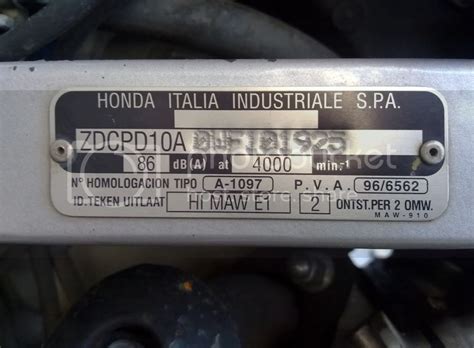 HONDA ITALIA INDUSTRIALE S.P.A.
ZDCPD10A 04F101925
86 dB(A) at 4000 min.-1
N° HOMOLOGACION TIPO A-1097 P.V.A. 96/6562
ID.TEKEN UITLAAT HI MAW E1 2 ONTST.PER 2 OMW.
MAW-910